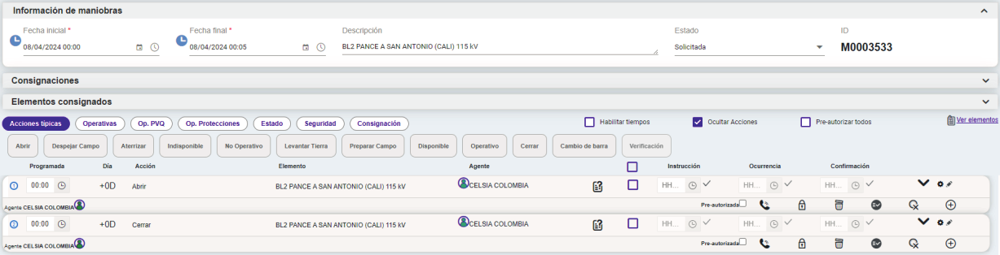 Información de maniobras
Fecha inicial * Fecha final * Descripción Estado ID
08/04/2024 00:00 08/04/2024 00:05 BL2 PANCE A SAN ANTONIO (CALI) 115 kV Solicitada M0003533
Consignaciones
Elementos consignados
Acciones típicas Operativas Op. PVQ Op. Protecciones Estado Seguridad Consignación Habilitar tiempos Ocultar Acciones Pre-autorizar todos Ver elementos
Abrir Despejar Campo Aterrizar Indisponible No Operativo Levantar Tierra Preparar Campo Disponible Operativo Cerrar Cambio de barra Verificación
Programada Día Acción Elemento Agente Instrucción Ocurrencia Confirmación
1 00:00 +0D Abrir BL2 PANCE A SAN ANTONIO (CALI) 115 kV CELSIA COLOMBIA HH... HH... HH...
Agente CELSIA COLOMBIA Pre-autorizada
2 00:00 +0D Cerrar BL2 PANCE A SAN ANTONIO (CALI) 115 kV CELSIA COLOMBIA HH... HH... HH...
Agente CELSIA COLOMBIA Pre-autorizada